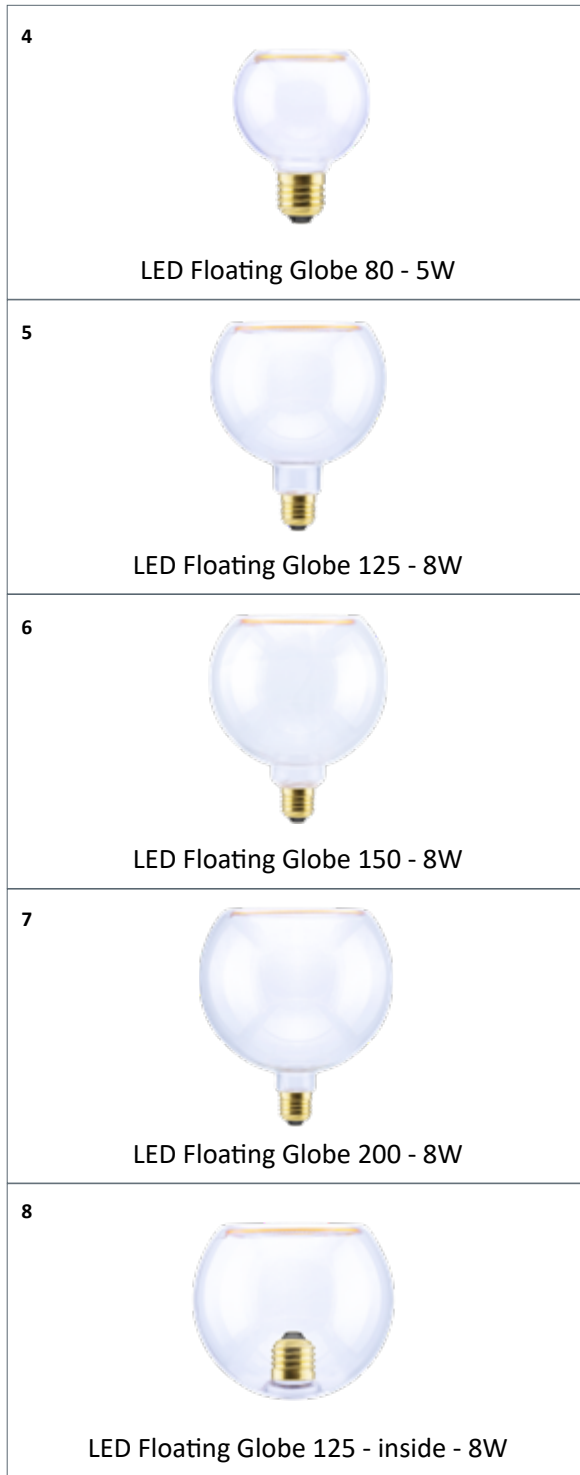 4
LED Floating Globe 80 - 5W
5
LED Floating Globe 125 - 8W
6
LED Floating Globe 150 - 8W
7
LED Floating Globe 200 - 8W
8
LED Floating Globe 125 - inside - 8W